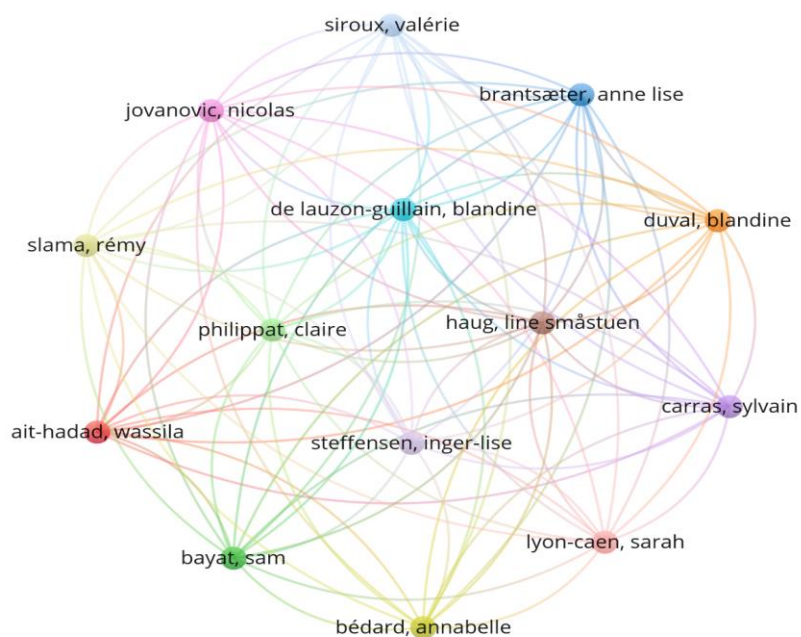 siroux, valérie
brantsæter, anne lise
jovanovic, nicolas
de lauzon-guillain, blandine
duval, blandine
slama, rémy
haug, line småstuen
philippat, claire
carras, sylvain
ait-hadad, wassila
steffensen, inger-lise
lyon-caen, sarah
bayat, sam
bédard, annabelle